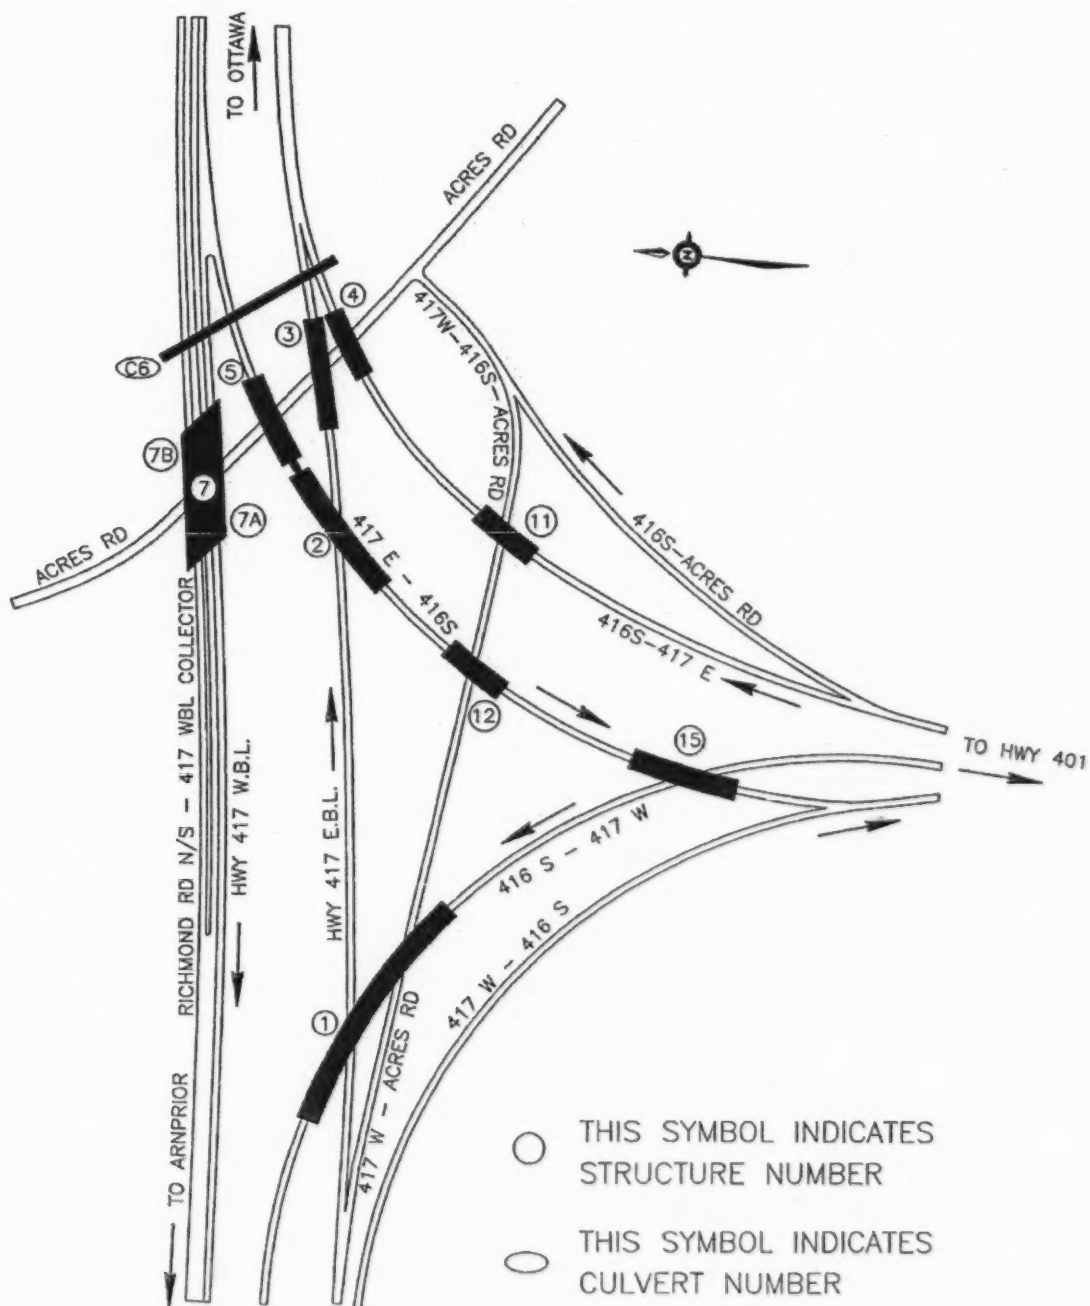 TO OTTAWA
ACRES RD
N
4
417W-416S-ACRES RD
3
C6
5
7B
7
7A
11
ACRES RD
2
417 E - 416S
416S-ACRES RD
416S-417 E
12
15
TO HWY 401
RICHMOND RD N/S - 417 WBL COLLECTOR
HWY 417 W.B.L.
HWY 417 E.B.L.
416 S - 417 W
417 W - 416 S
1
417 W - ACRES RD
TO ARNPRIOR
THIS SYMBOL INDICATES
STRUCTURE NUMBER
THIS SYMBOL INDICATES
CULVERT NUMBER